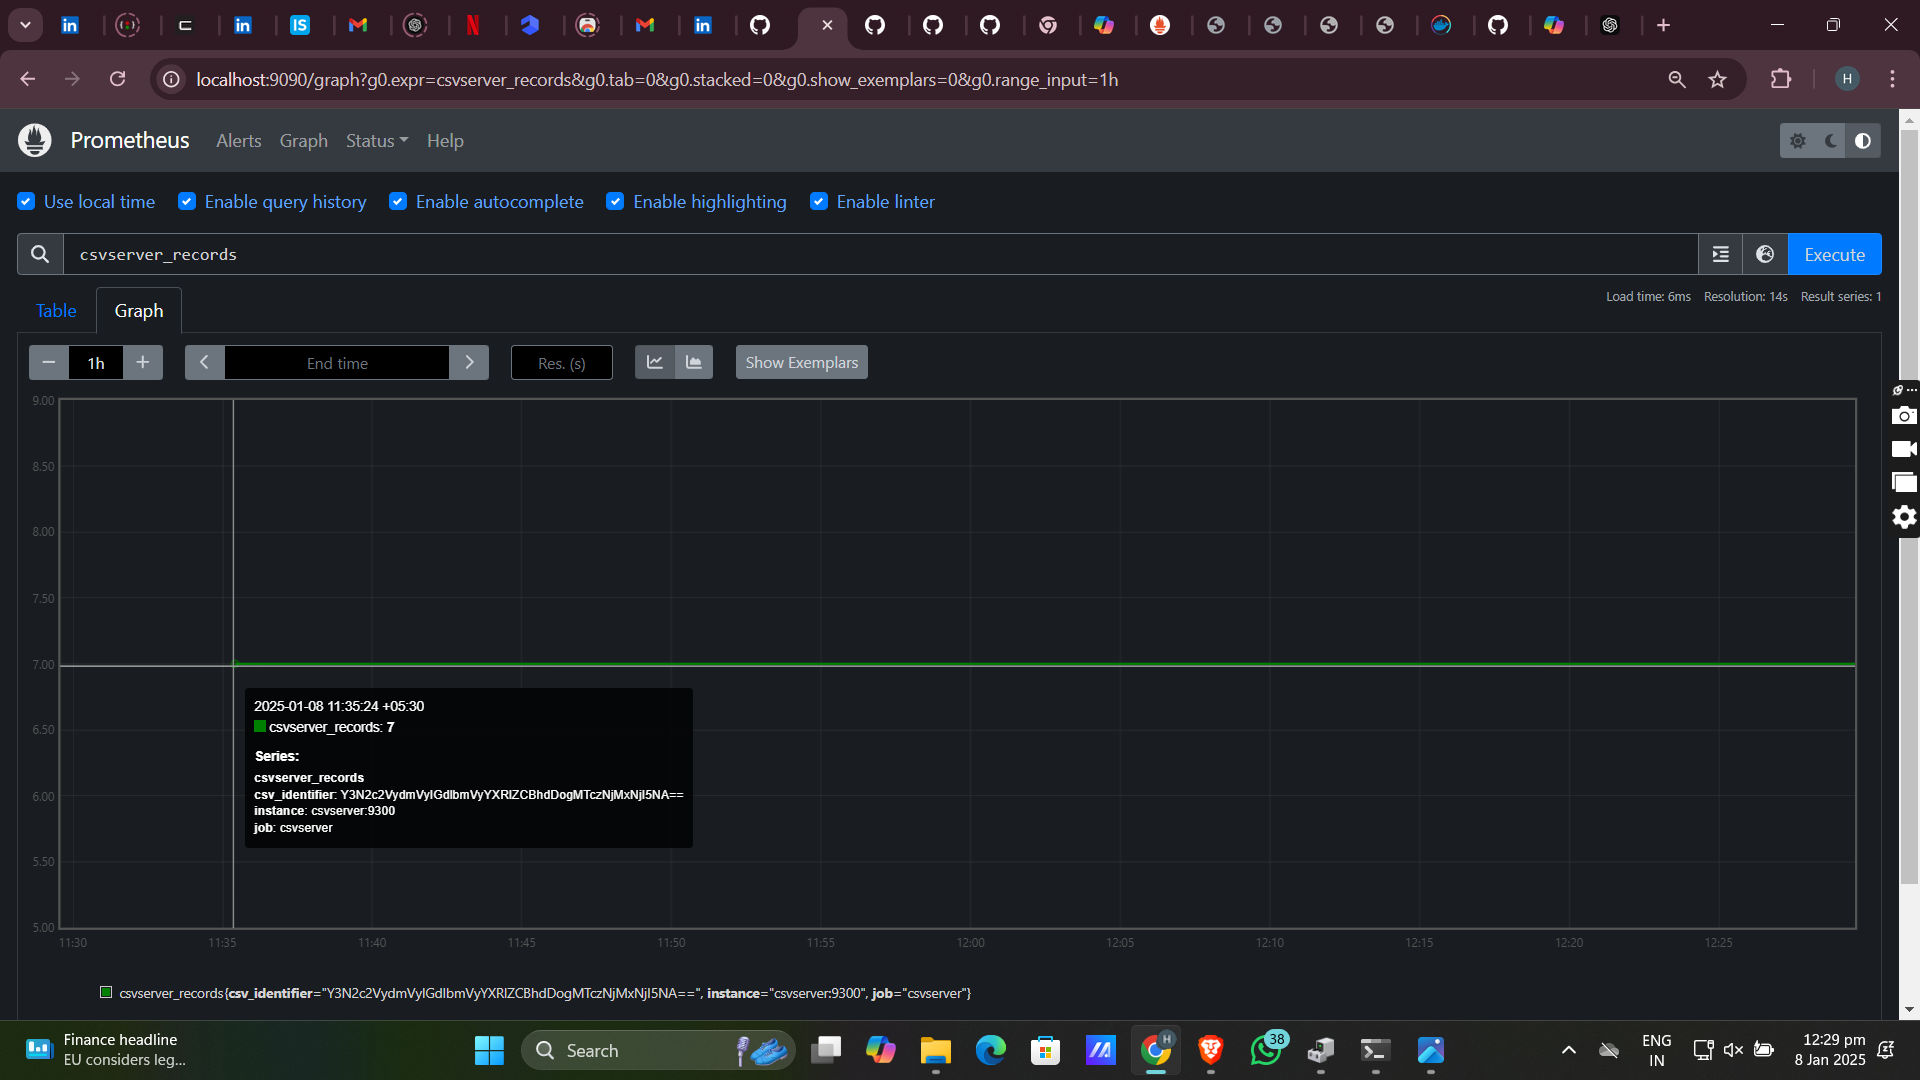 localhost:9090/graph?g0.expr=csvserver_records&g0.tab=0&g0.stacked=0&g0.show_exemplars=0&g0.range_input=1h
H
Prometheus Alerts Graph Status Help
Use local time Enable query history Enable autocomplete Enable highlighting Enable linter
csvserver_records Execute
Table Graph Load time: 6ms Resolution: 14s Result series: 1
1h End time Res. (s) Show Exemplars
9.00
8.50
8.00
7.50
7.00
6.50
6.00
5.50
5.00
2025-01-08 11:35:24 +05:30
csvserver_records: 7
Series:
csvserver_records
csv_identifier: Y3N2c2VydmVyIGdlbmVyYXRlZCBhdDogMTczNjMxNjI5NA==
instance: csvserver:9300
job: csvserver
11:30 11:35 11:40 11:45 11:50 11:55 12:00 12:05 12:10 12:15 12:20 12:25
csvserver_records{csv_identifier="Y3N2c2VydmVyIGdlbmVyYXRlZCBhdDogMTczNjMxNjI5NA==", instance="csvserver:9300", job="csvserver"}
Finance headline
EU considers leg...
Search
38
ENG
IN
12:29 pm
8 Jan 2025